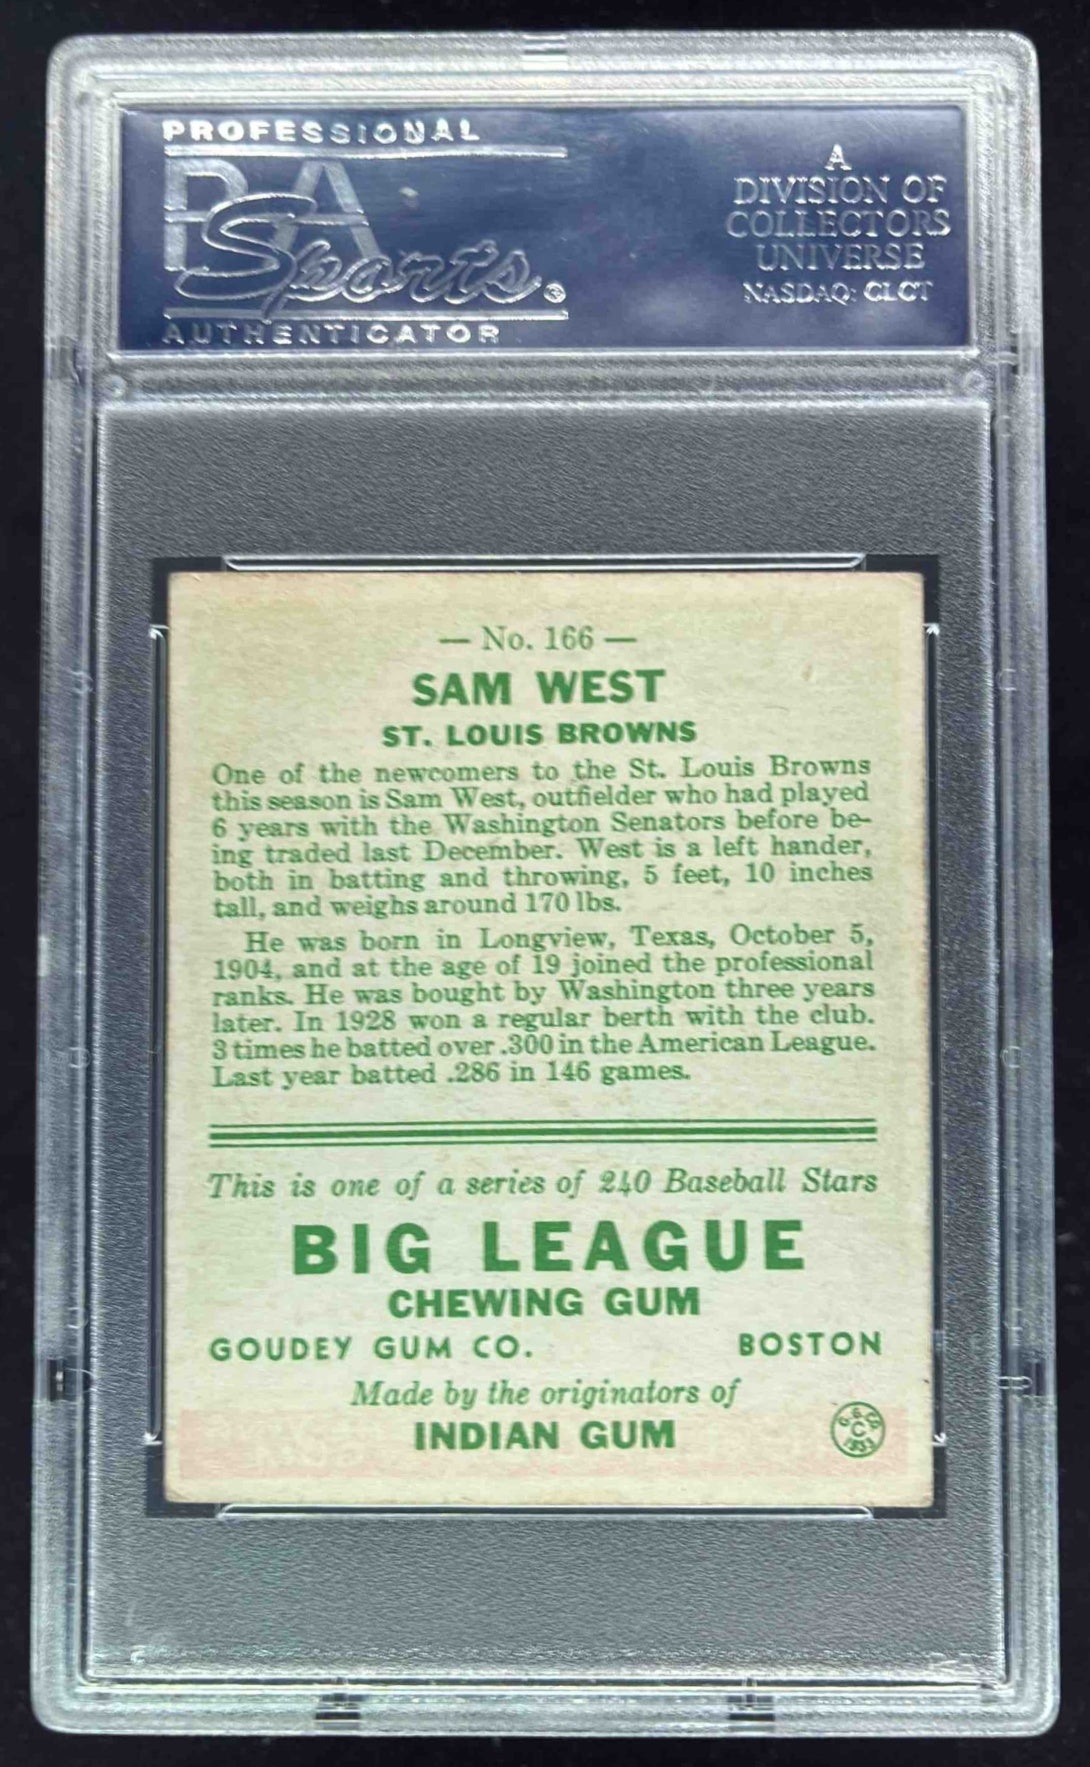 PROFESSIONAL
PSA
Sports®
AUTHENTICATOR
A
DIVISION OF
COLLECTORS
UNIVERSE
NASDAQ: CLCT
— No. 166 —
SAM WEST
ST. LOUIS BROWNS
One of the newcomers to the St. Louis Browns
this season is Sam West, outfielder who had played
6 years with the Washington Senators before be-
ing traded last December. West is a left hander,
both in batting and throwing, 5 feet, 10 inches
tall, and weighs around 170 lbs.
He was born in Longview, Texas, October 5,
1904, and at the age of 19 joined the professional
ranks. He was bought by Washington three years
later. In 1928 won a regular berth with the club.
3 times he batted over .300 in the American League.
Last year batted .286 in 146 games.
This is one of a series of 240 Baseball Stars
BIG LEAGUE
CHEWING GUM
GOUDEY GUM CO. BOSTON
Made by the originators of
INDIAN GUM
C
1933